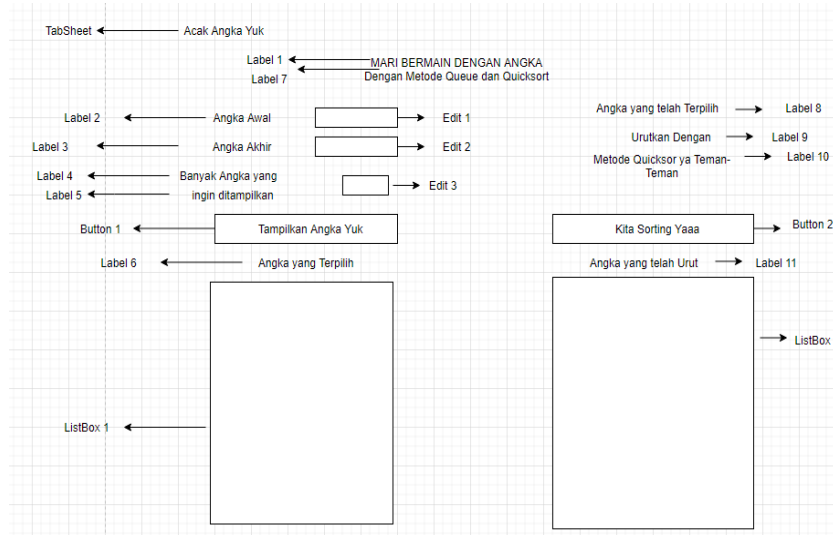 TabSheet Acak Angka Yuk
Label 1 MARI BERMAIN DENGAN ANGKA
Label 7 Dengan Metode Queue dan Quicksort
Label 2 Angka Awal Edit 1
Label 3 Angka Akhir Edit 2
Label 4 Banyak Angka yang
Label 5 ingin ditampilkan
Edit 3
Angka yang telah Terpilih Label 8
Urutkan Dengan Label 9
Metode Quicksor ya Teman- Label 10
Teman
Button 1 Tampilkan Angka Yuk
Kita Sorting Yaaa Button 2
Label 6 Angka yang Terpilih
Angka yang telah Urut Label 11
ListBox 1
ListBox